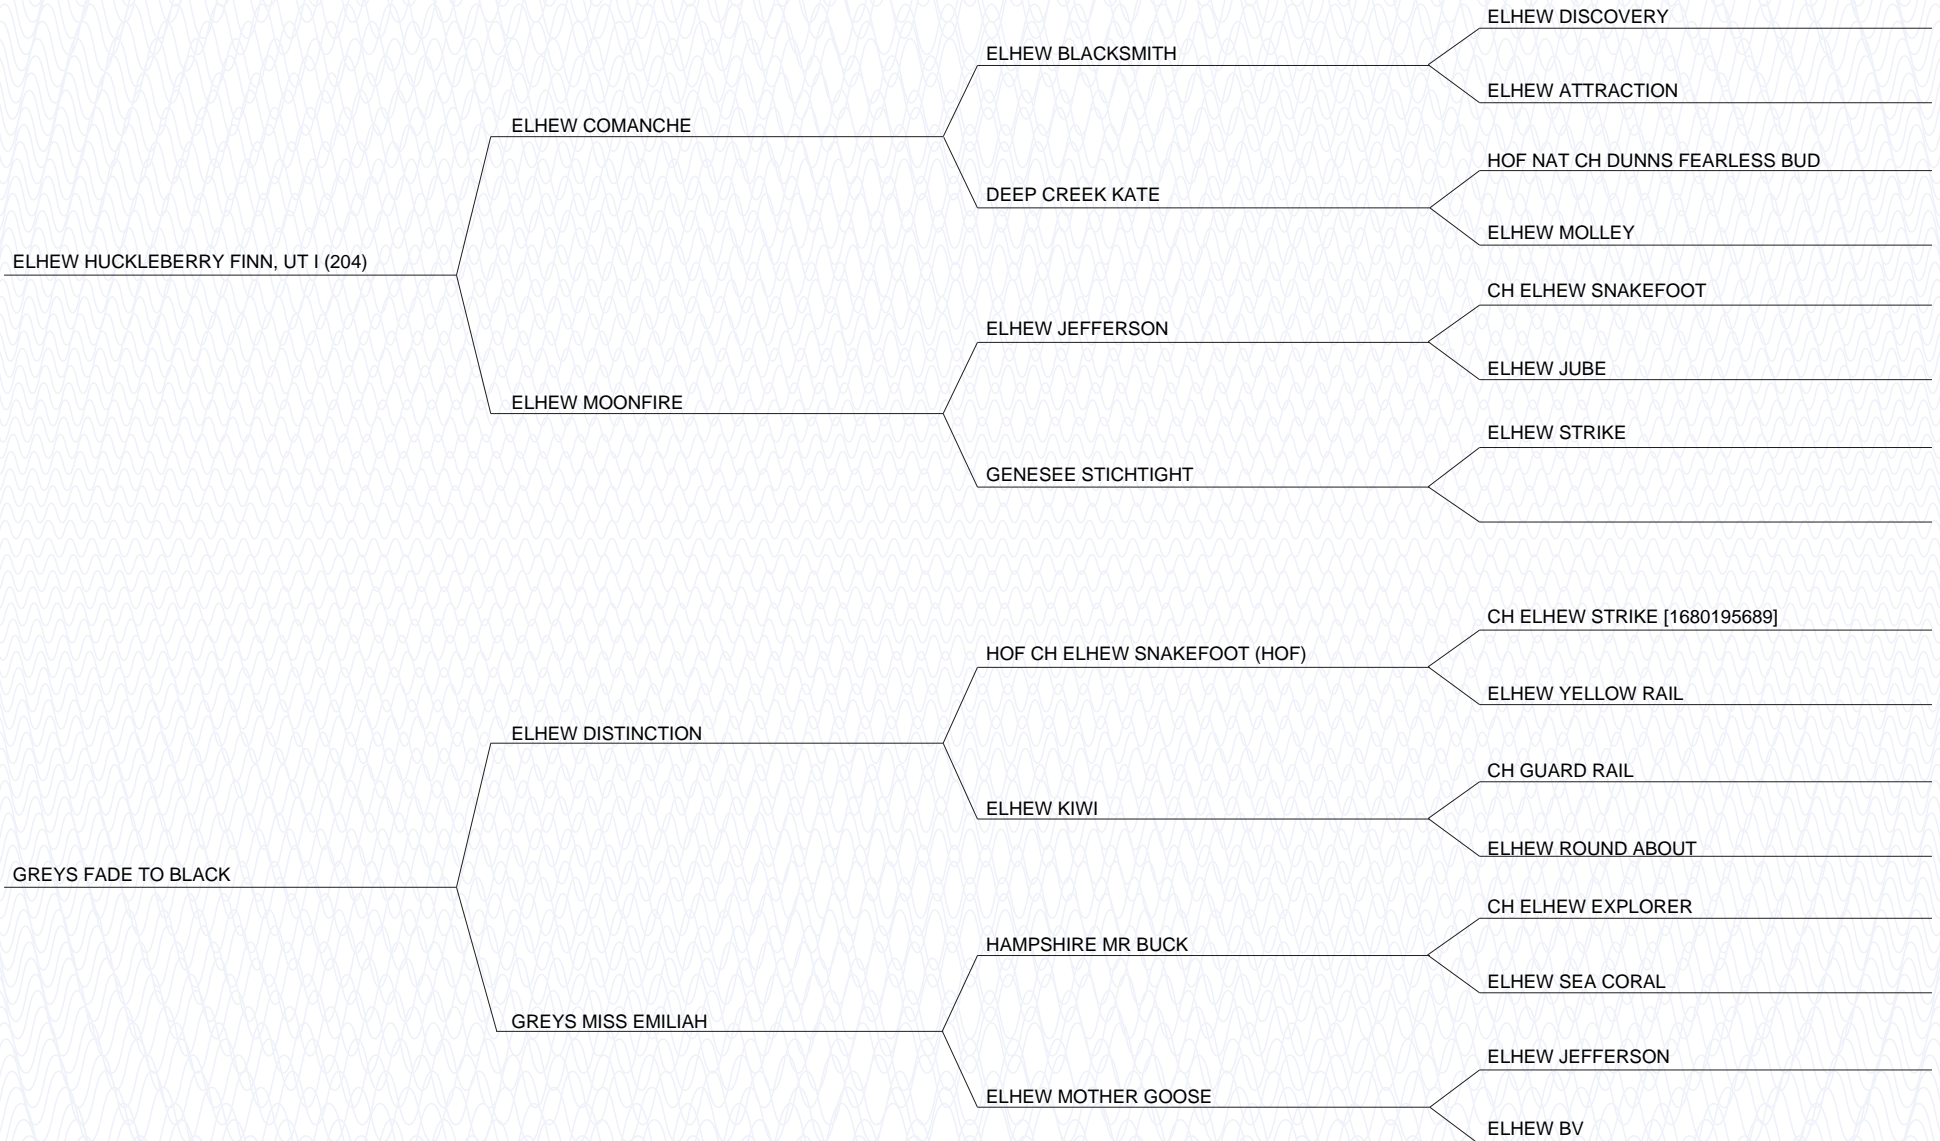 ELHEW DISCOVERY
ELHEW BLACKSMITH
ELHEW ATTRACTION
ELHEW COMANCHE
HOF NAT CH DUNNS FEARLESS BUD
DEEP CREEK KATE
ELHEW MOLLEY
ELHEW HUCKLEBERRY FINN, UT I (204)
CH ELHEW SNAKEFOOT
ELHEW JEFFERSON
ELHEW JUBE
ELHEW MOONFIRE
ELHEW STRIKE
GENESEE STICHTIGHT
CH ELHEW STRIKE [1680195689]
HOF CH ELHEW SNAKEFOOT (HOF)
ELHEW YELLOW RAIL
ELHEW DISTINCTION
CH GUARD RAIL
ELHEW KIWI
ELHEW ROUND ABOUT
GREYS FADE TO BLACK
CH ELHEW EXPLORER
HAMPSHIRE MR BUCK
ELHEW SEA CORAL
GREYS MISS EMILIAH
ELHEW JEFFERSON
ELHEW MOTHER GOOSE
ELHEW BV